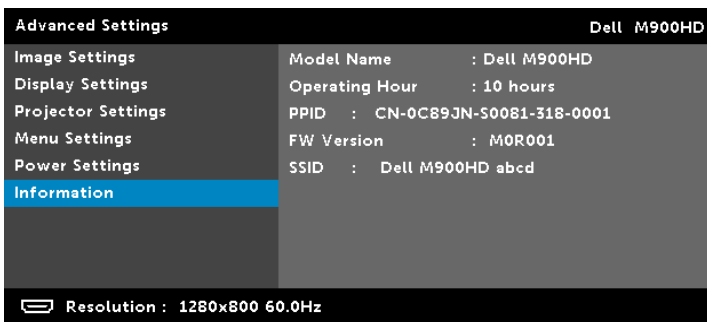 Advanced Settings Dell M900HD
Image Settings
Display Settings
Projector Settings
Menu Settings
Power Settings
Information
Model Name : Dell M900HD
Operating Hour : 10 hours
PPID : CN-0C89JN-S0081-318-0001
FW Version : M0R001
SSID : Dell M900HD abcd
Resolution : 1280x800 60.0Hz